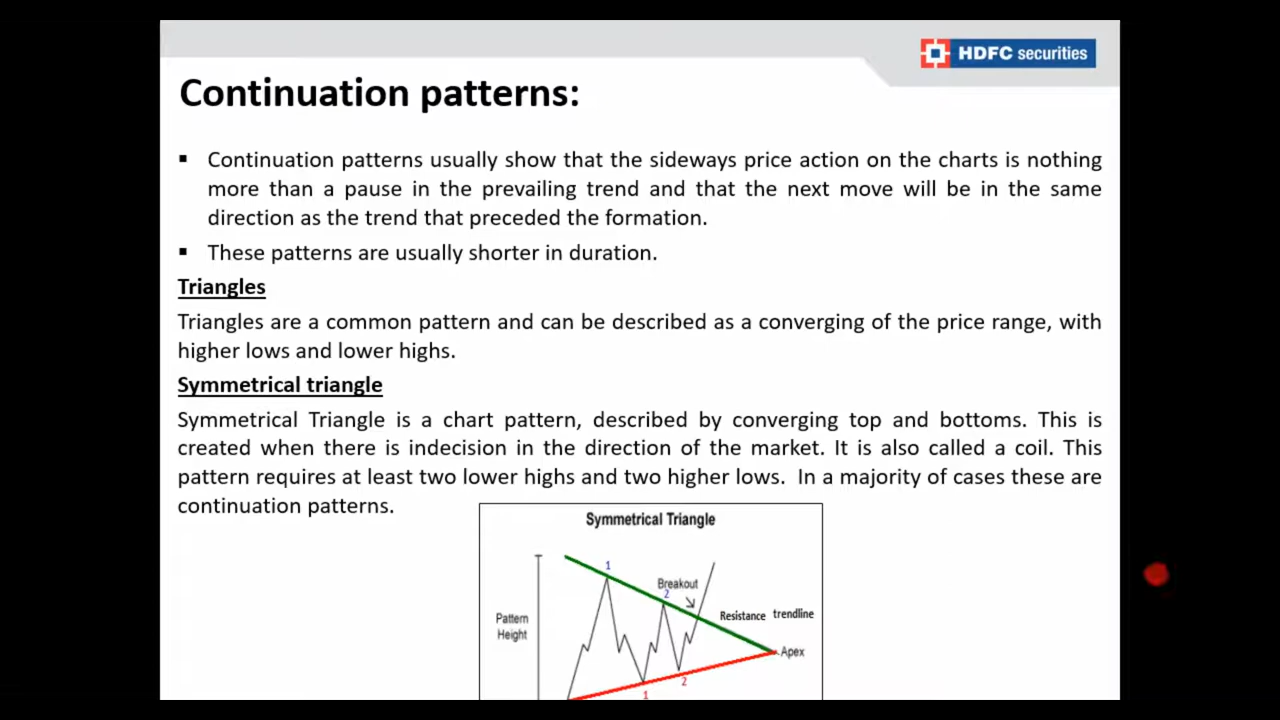 HDFC securities
Continuation patterns:
▪ Continuation patterns usually show that the sideways price action on the charts is nothing
more than a pause in the prevailing trend and that the next move will be in the same
direction as the trend that preceded the formation.
▪ These patterns are usually shorter in duration.
Triangles
Triangles are a common pattern and can be described as a converging of the price range, with
higher lows and lower highs.
Symmetrical triangle
Symmetrical Triangle is a chart pattern, described by converging top and bottoms. This is
created when there is indecision in the direction of the market. It is also called a coil. This
pattern requires at least two lower highs and two higher lows.  In a majority of cases these are
continuation patterns.
Symmetrical Triangle
1
Breakout
2
Resistance trendline
Pattern
Height
Apex
2
1